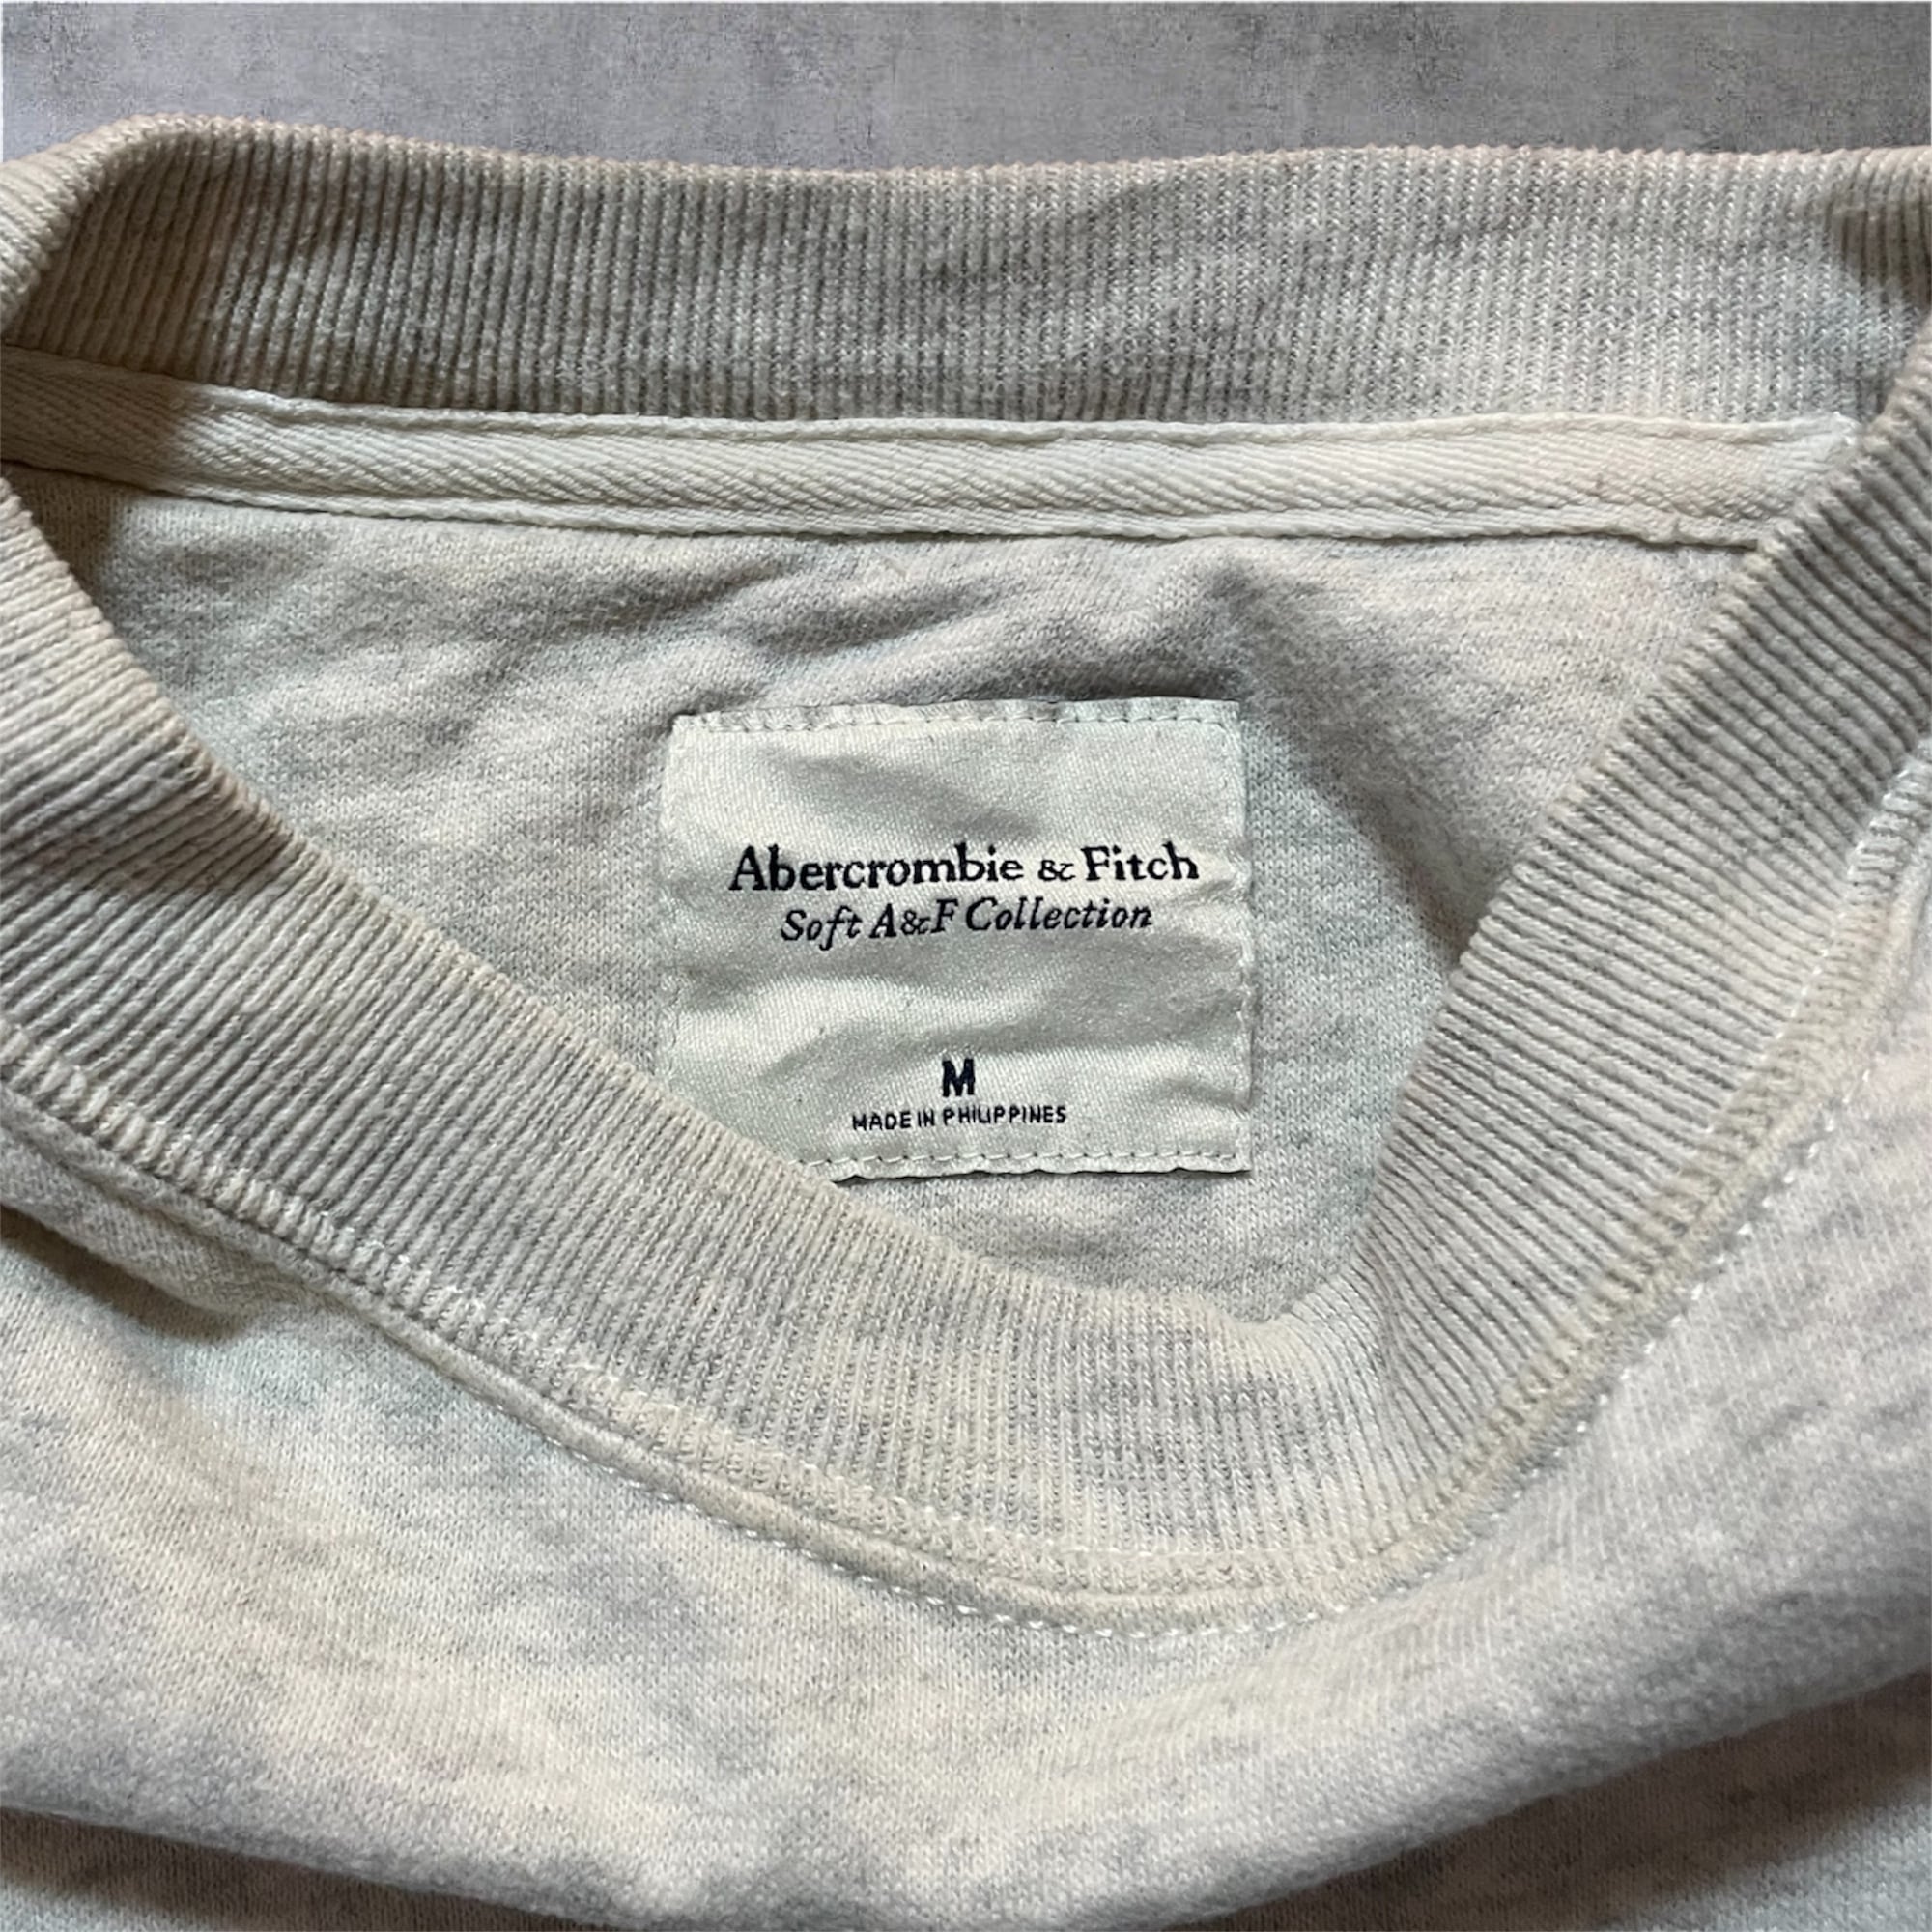 Abercrombie & Fitch
Soft A&F Collection
M
MADE IN PHILIPPINES